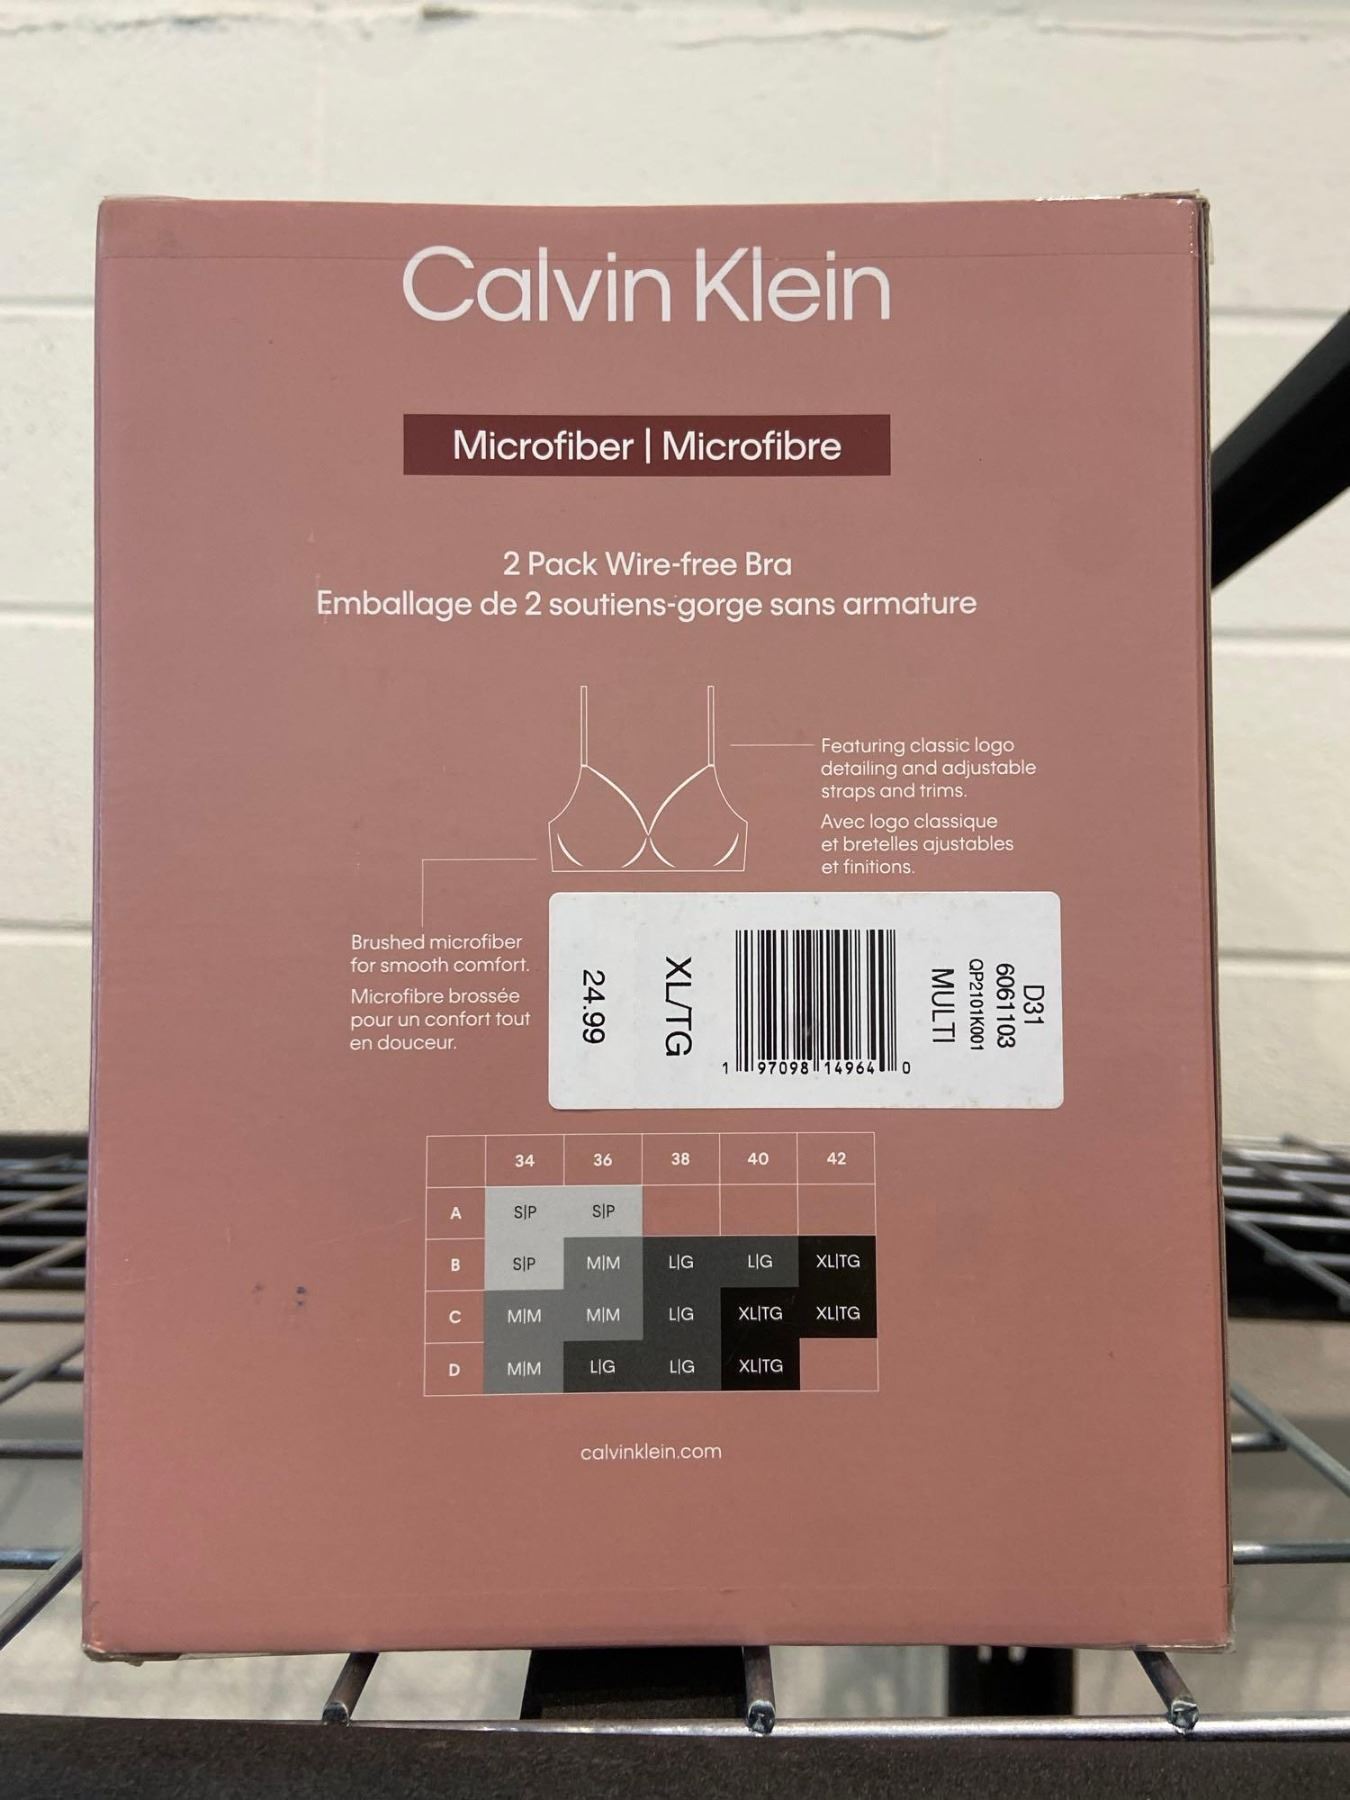 Calvin Klein
Microfiber | Microfibre
2 Pack Wire-free Bra
Emballage de 2 soutiens-gorge sans armature
Featuring classic logo
detailing and adjustable
straps and trims.
Avec logo classique
et bretelles ajustables
et finitions.
Brushed microfiber
for smooth comfort.
Microfibre brossée
pour un confort tout
en douceur.
D31
6061103
QP2101K001
MULTI
1 97098 14964 0
XL/TG
24.99
34 36 38 40 42
A S|P S|P
B S|P M|M L|G L|G XL|TG
C M|M M|M L|G XL|TG XL|TG
D M|M L|G L|G XL|TG
calvinklein.com